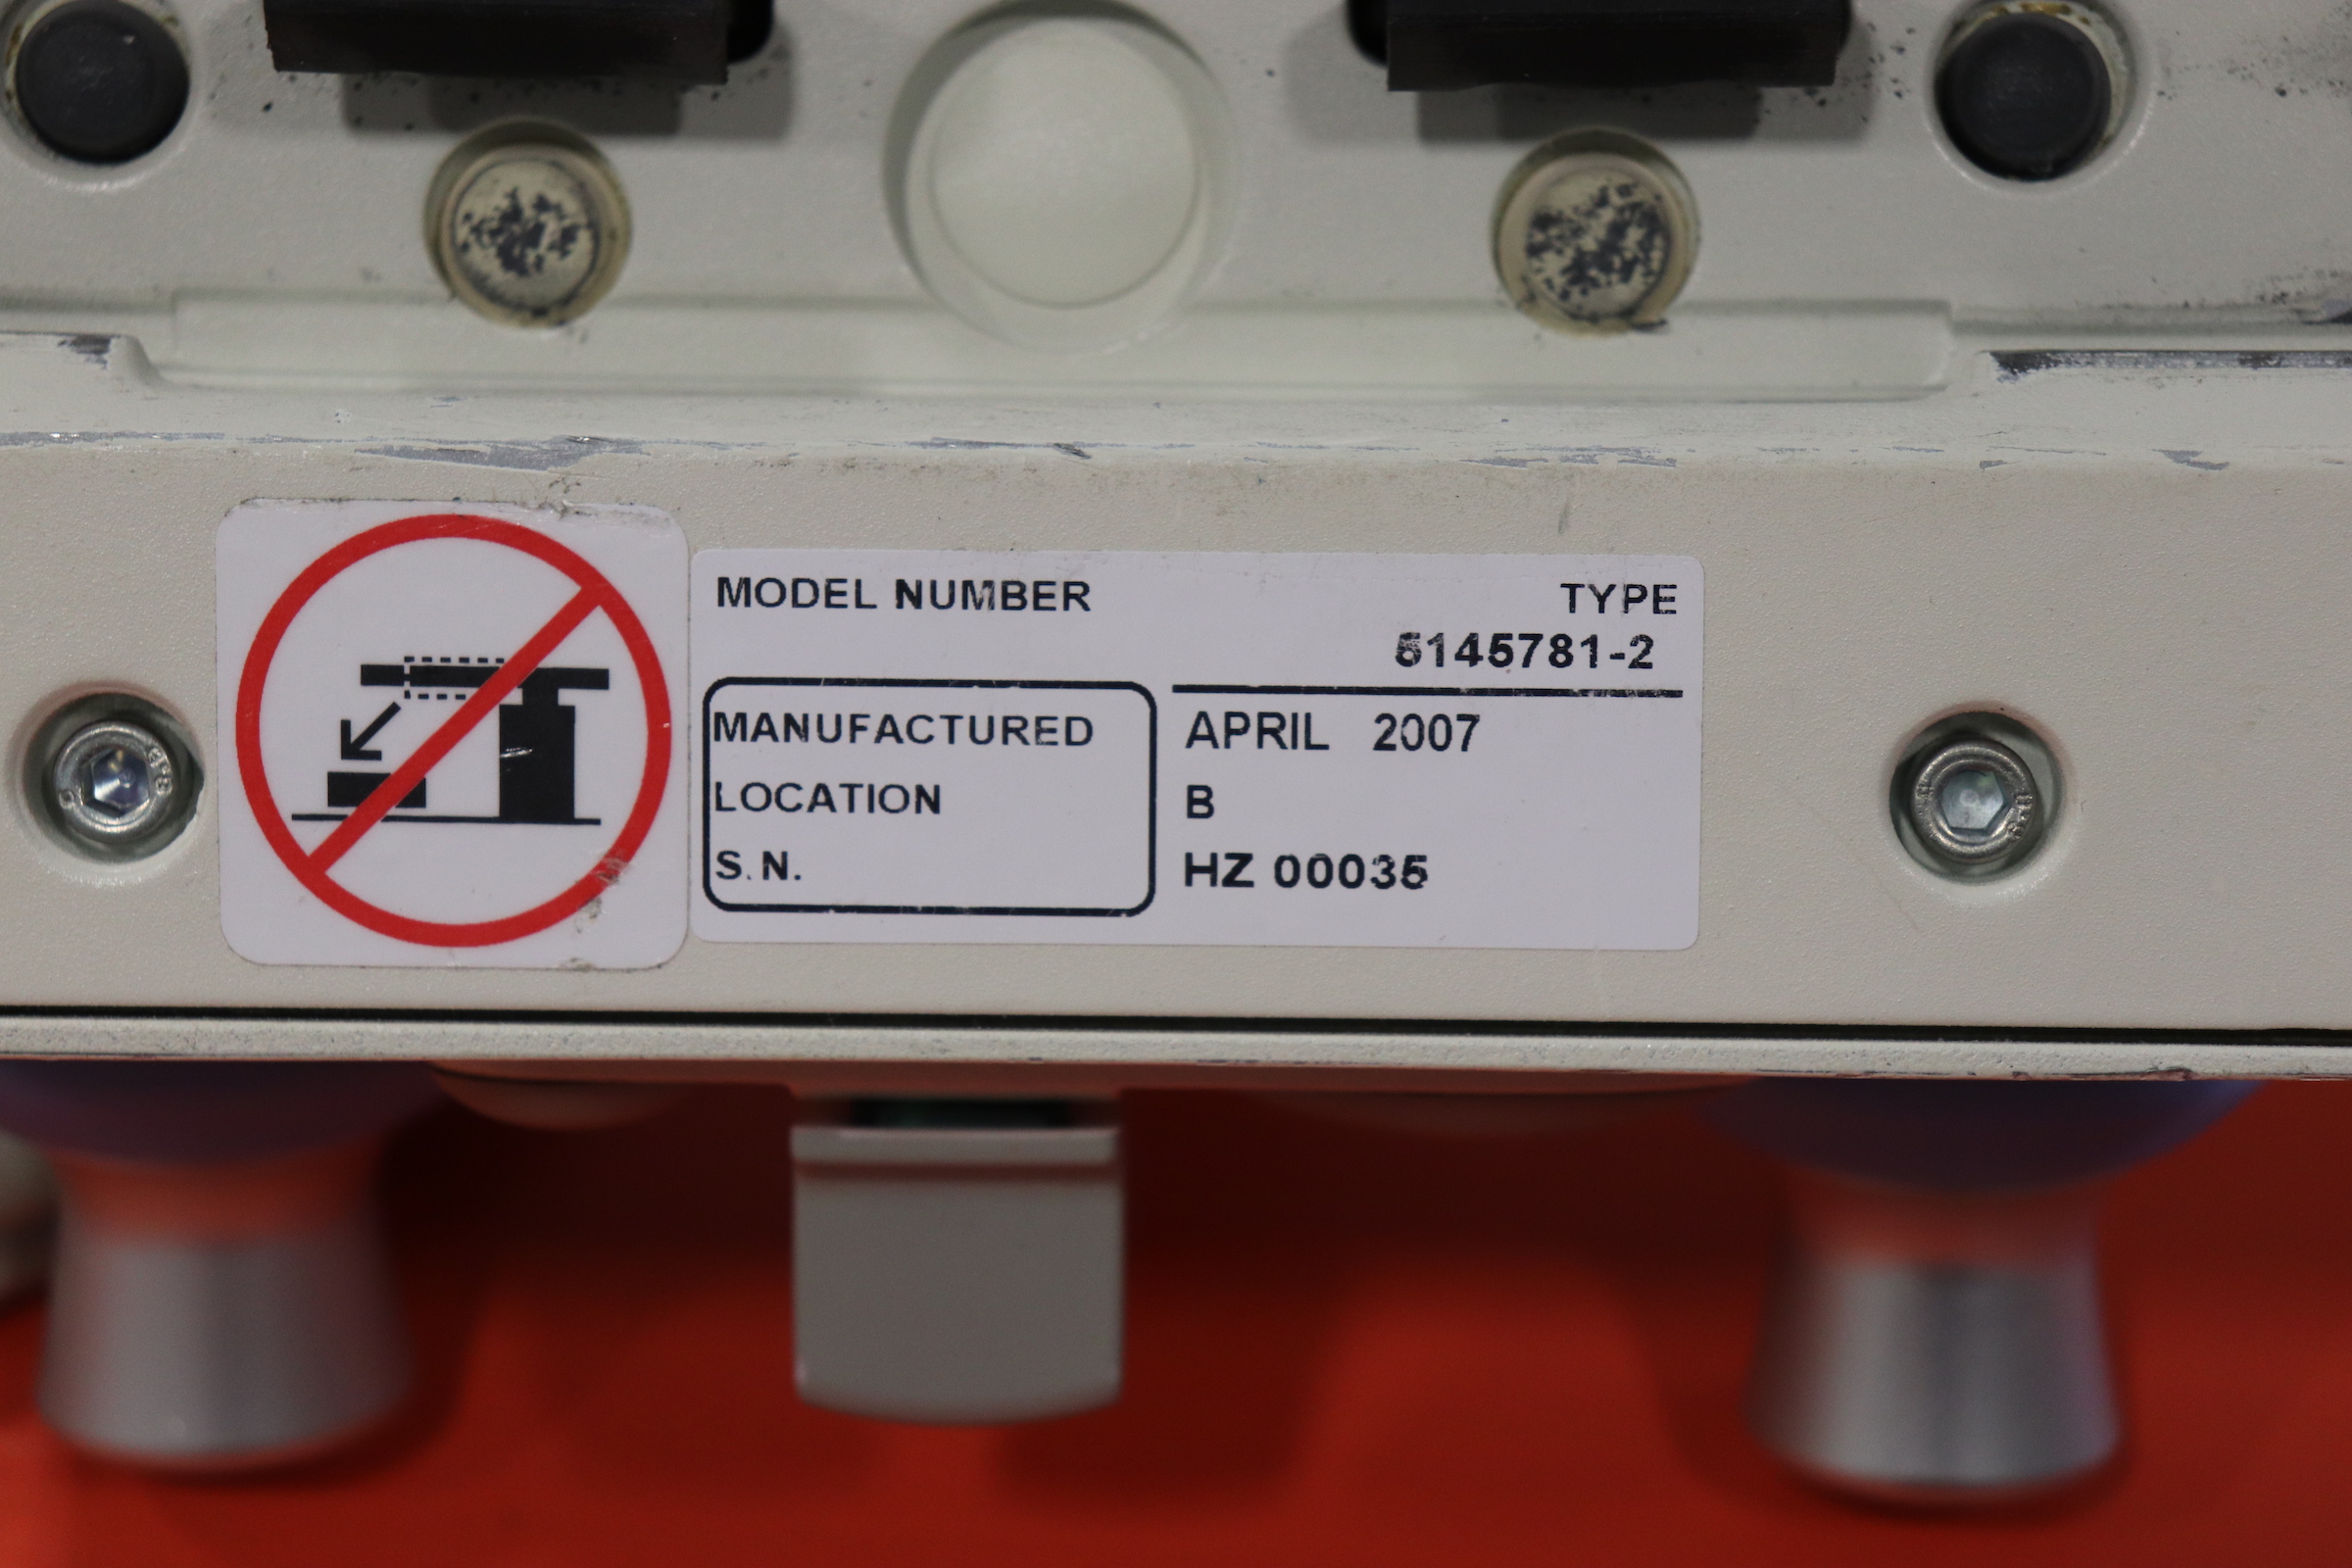 MODEL NUMBER TYPE
5145781-2
MANUFACTURED APRIL 2007
LOCATION B
S.N. HZ 00035